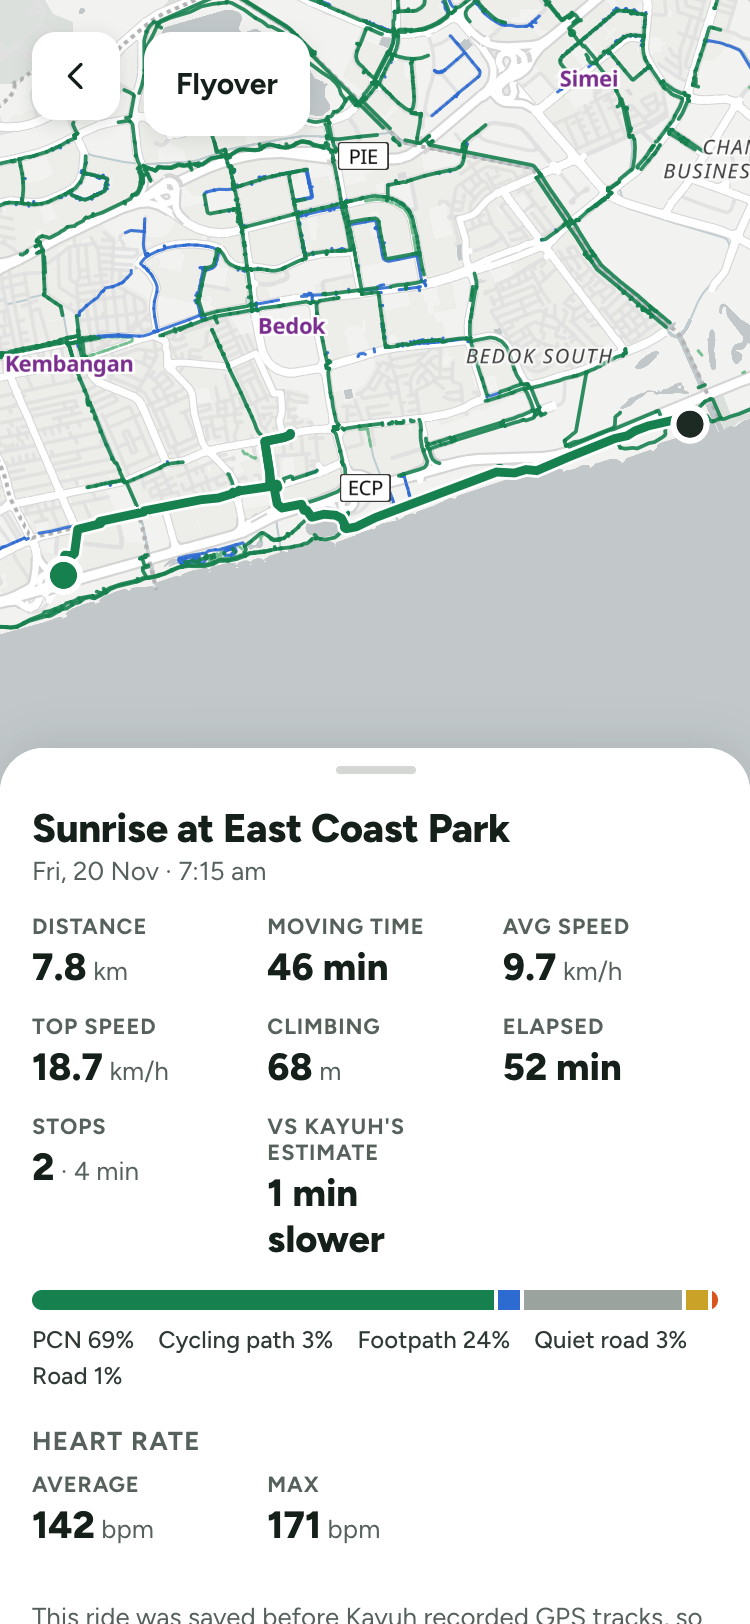 Flyover
Simei
PIE
CHAN
BUSINES
Bedok
Kembangan
BEDOK SOUTH
ECP
Sunrise at East Coast Park
Fri, 20 Nov · 7:15 am
DISTANCE MOVING TIME AVG SPEED
7.8 km 46 min 9.7 km/h
TOP SPEED CLIMBING ELAPSED
18.7 km/h 68 m 52 min
STOPS VS KAYUH'S
ESTIMATE
2 · 4 min 1 min
slower
PCN 69% Cycling path 3% Footpath 24% Quiet road 3%
Road 1%
HEART RATE
AVERAGE MAX
142 bpm 171 bpm
This ride was saved before Kayuh recorded GPS tracks, so